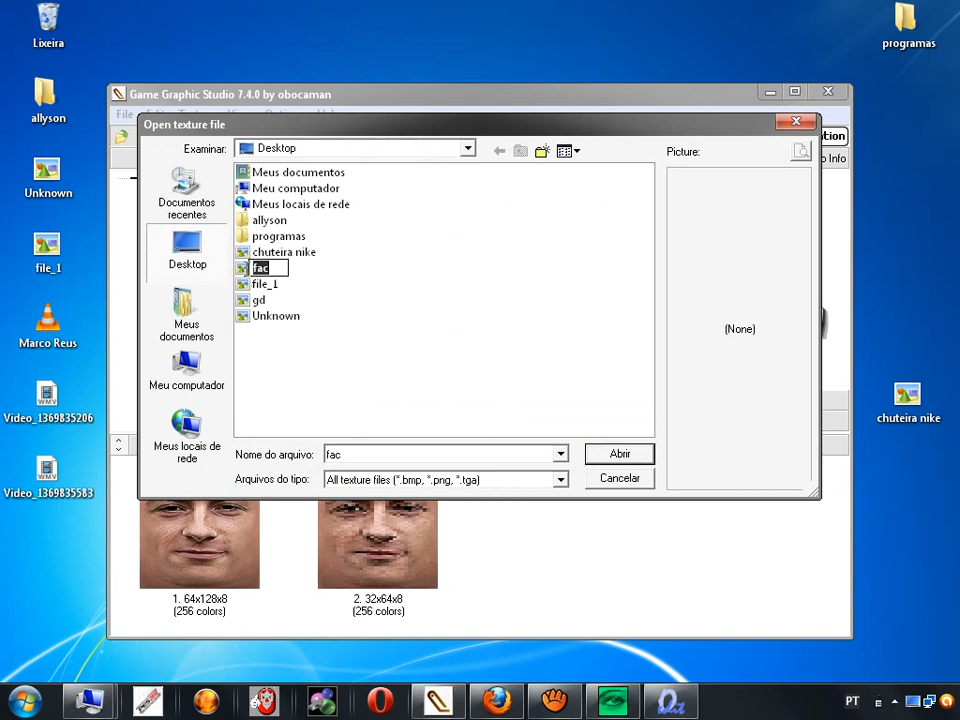 Lixeira
programas
allyson
Unknown
file_1
Marco Reus
Video_1369835206
Video_1369835583
chuteira nike
Game Graphic Studio 7.4.0 by obocaman
File
Open texture file
Examinar:
Desktop
Picture:
Documentos
recentes
Desktop
Meus
documentos
Meu computador
Meus locais de
rede
Meus documentos
Meu computador
Meus locais de rede
allyson
programas
chuteira nike
fac
file_1
gd
Unknown
(None)
Nome do arquivo:
fac
Abrir
Arquivos do tipo:
All texture files (*.bmp, *.png, *.tga)
Cancelar
1. 64x128x8
(256 colors)
2. 32x64x8
(256 colors)
PT